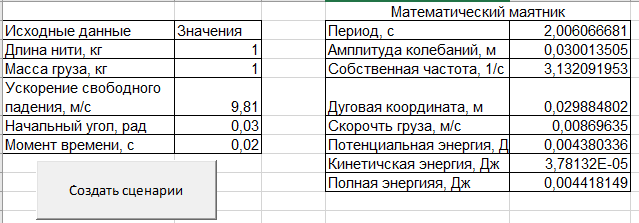 Математический маятник
Исходные данные Значения
Длина нити, кг 1
Масса груза, кг 1
Ускорение свободного
падения, м/с 9,81
Начальный угол, рад 0,03
Момент времени, с 0,02
Создать сценарии
Период, с 2,006066681
Амплитуда колебаний, м 0,030013505
Собственная частота, 1/с 3,132091953
Дуговая координата, м 0,029884802
Скорочть груза, м/с 0,00869635
Потенциальная энергия, Д 0,004380336
Кинетичская энергия, Дж 3,78132E-05
Полная энергияя, Дж 0,004418149